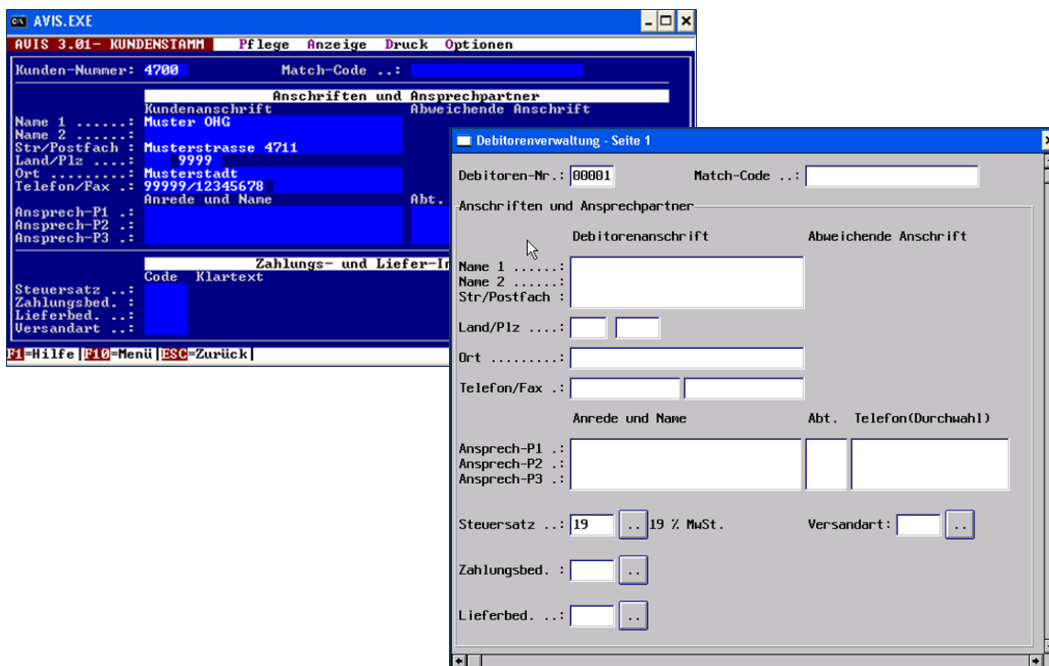 AVIS.EXE
AVIS 3.01- KUNDENSTAMM Pflege Anzeige Druck Optionen
Kunden-Nummer: 4700 Match-Code ..:
Anschriften und Ansprechpartner
Kundenanschrift Abweichende Anschrift
Name 1 ......: Muster OHG
Name 2 ......:
Str/Postfach : Musterstrasse 4711
Land/Plz ....: 9999
Ort .........: Musterstadt
Telefon/Fax .: 99999/12345678
Anrede und Name Abt.
Ansprech-P1 .:
Ansprech-P2 .:
Ansprech-P3 .:
Zahlungs- und Liefer-In
Code Klartext
Steuersatz ..:
Zahlungsbed. :
Lieferbed. ..:
Versandart ..:
F1=Hilfe|F10=Menü|ESC=Zurück|
Debitorenverwaltung - Seite 1
Debitoren-Nr.: 00001 Match-Code ..:
Anschriften und Ansprechpartner
Debitorenanschrift Abweichende Anschrift
Name 1 ......:
Name 2 ......:
Str/Postfach :
Land/Plz ....:
Ort .........:
Telefon/Fax .:
Anrede und Name Abt. Telefon(Durchwahl)
Ansprech-P1 .:
Ansprech-P2 .:
Ansprech-P3 .:
Steuersatz ..: 19 .. 19 % MwSt. Versandart: ..
Zahlungsbed. : ..
Lieferbed. ..: ..